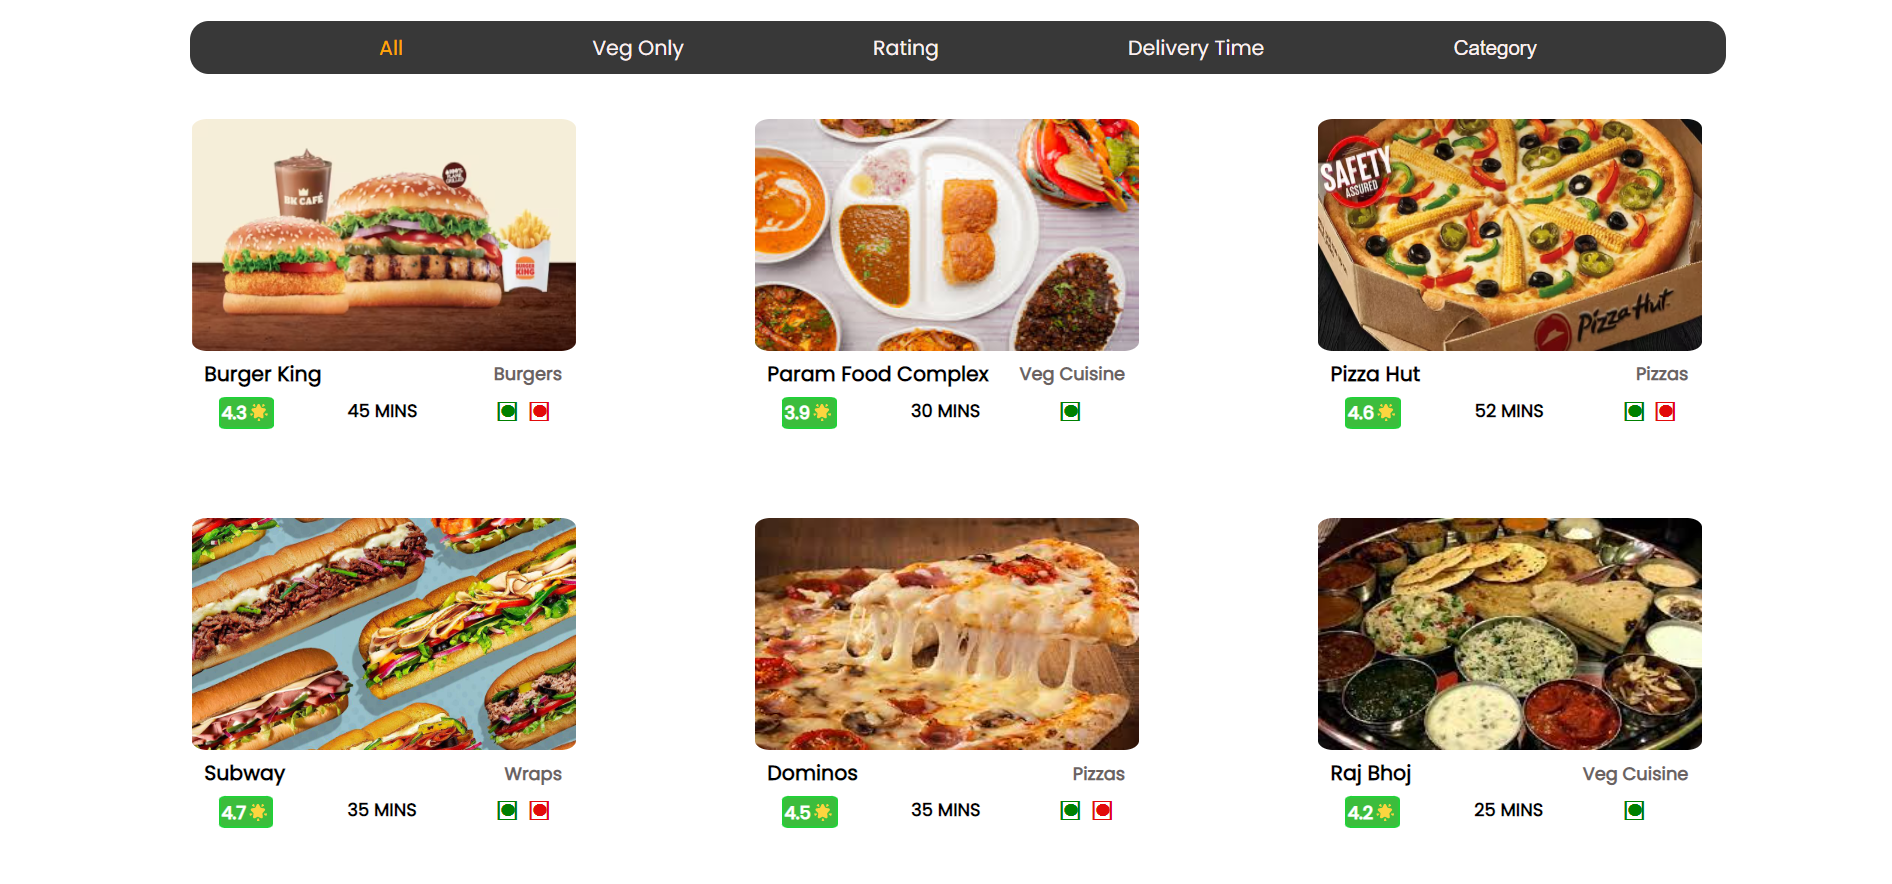 All Veg Only Rating Delivery Time Category
BK CAFÉ
BURGER
KING
SAFETY
ASSURED
Pizza Hut
Burger King Burgers
4.3 45 MINS
Param Food Complex Veg Cuisine
3.9 30 MINS
Pizza Hut Pizzas
4.6 52 MINS
Subway Wraps
4.7 35 MINS
Dominos Pizzas
4.5 35 MINS
Raj Bhoj Veg Cuisine
4.2 25 MINS